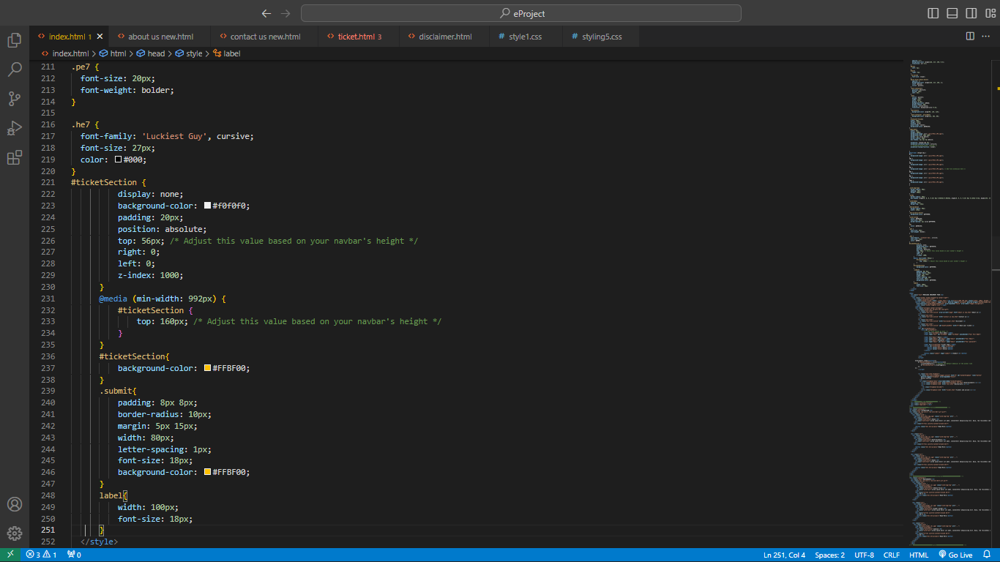 eProject
index.html 1
about us new.html
contact us new.html
ticket.html 3
disclaimer.html
# style1.css
# styling5.css
index.html > html > head > style > label
211 .pe7 {
212 font-size: 20px;
213 font-weight: bolder;
214 }
215
216 .he7 {
217 font-family: 'Luckiest Guy', cursive;
218 font-size: 27px;
219 color: #000;
220 }
221 #ticketSection {
222 display: none;
223 background-color: #f0f0f0;
224 padding: 20px;
225 position: absolute;
226 top: 56px; /* Adjust this value based on your navbar's height */
227 right: 0;
228 left: 0;
229 z-index: 1000;
230 }
231 @media (min-width: 992px) {
232 #ticketSection {
233 top: 160px; /* Adjust this value based on your navbar's height */
234 }
235 }
236 #ticketSection{
237 background-color: #FFBF00;
238 }
239 .submit{
240 padding: 8px 8px;
241 border-radius: 10px;
242 margin: 5px 15px;
243 width: 80px;
244 letter-spacing: 1px;
245 font-size: 18px;
246 background-color: #FFBF00;
247 }
248 label{
249 width: 100px;
250 font-size: 18px;
251 }
252 </style>
3 1 0 Ln 251, Col 4 Spaces: 2 UTF-8 CRLF HTML Go Live